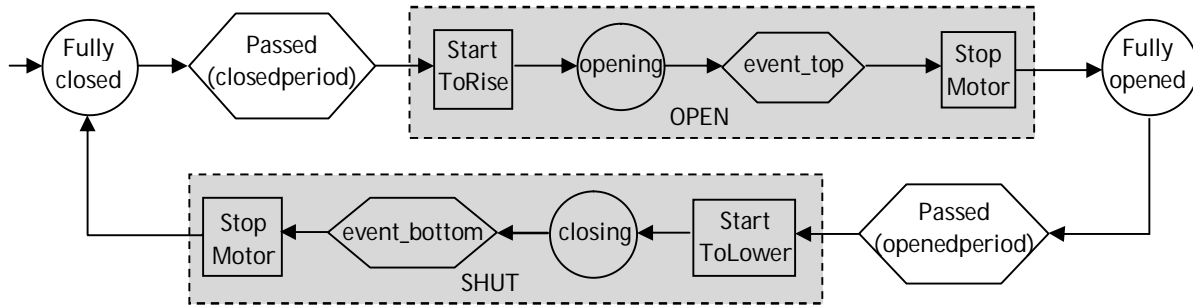 Fully
closed
Passed
(closedperiod)
Start
ToRise
opening
event_top
Stop
Motor
OPEN
Fully
opened
Stop
Motor
event_bottom
closing
Start
ToLower
SHUT
Passed
(openedperiod)